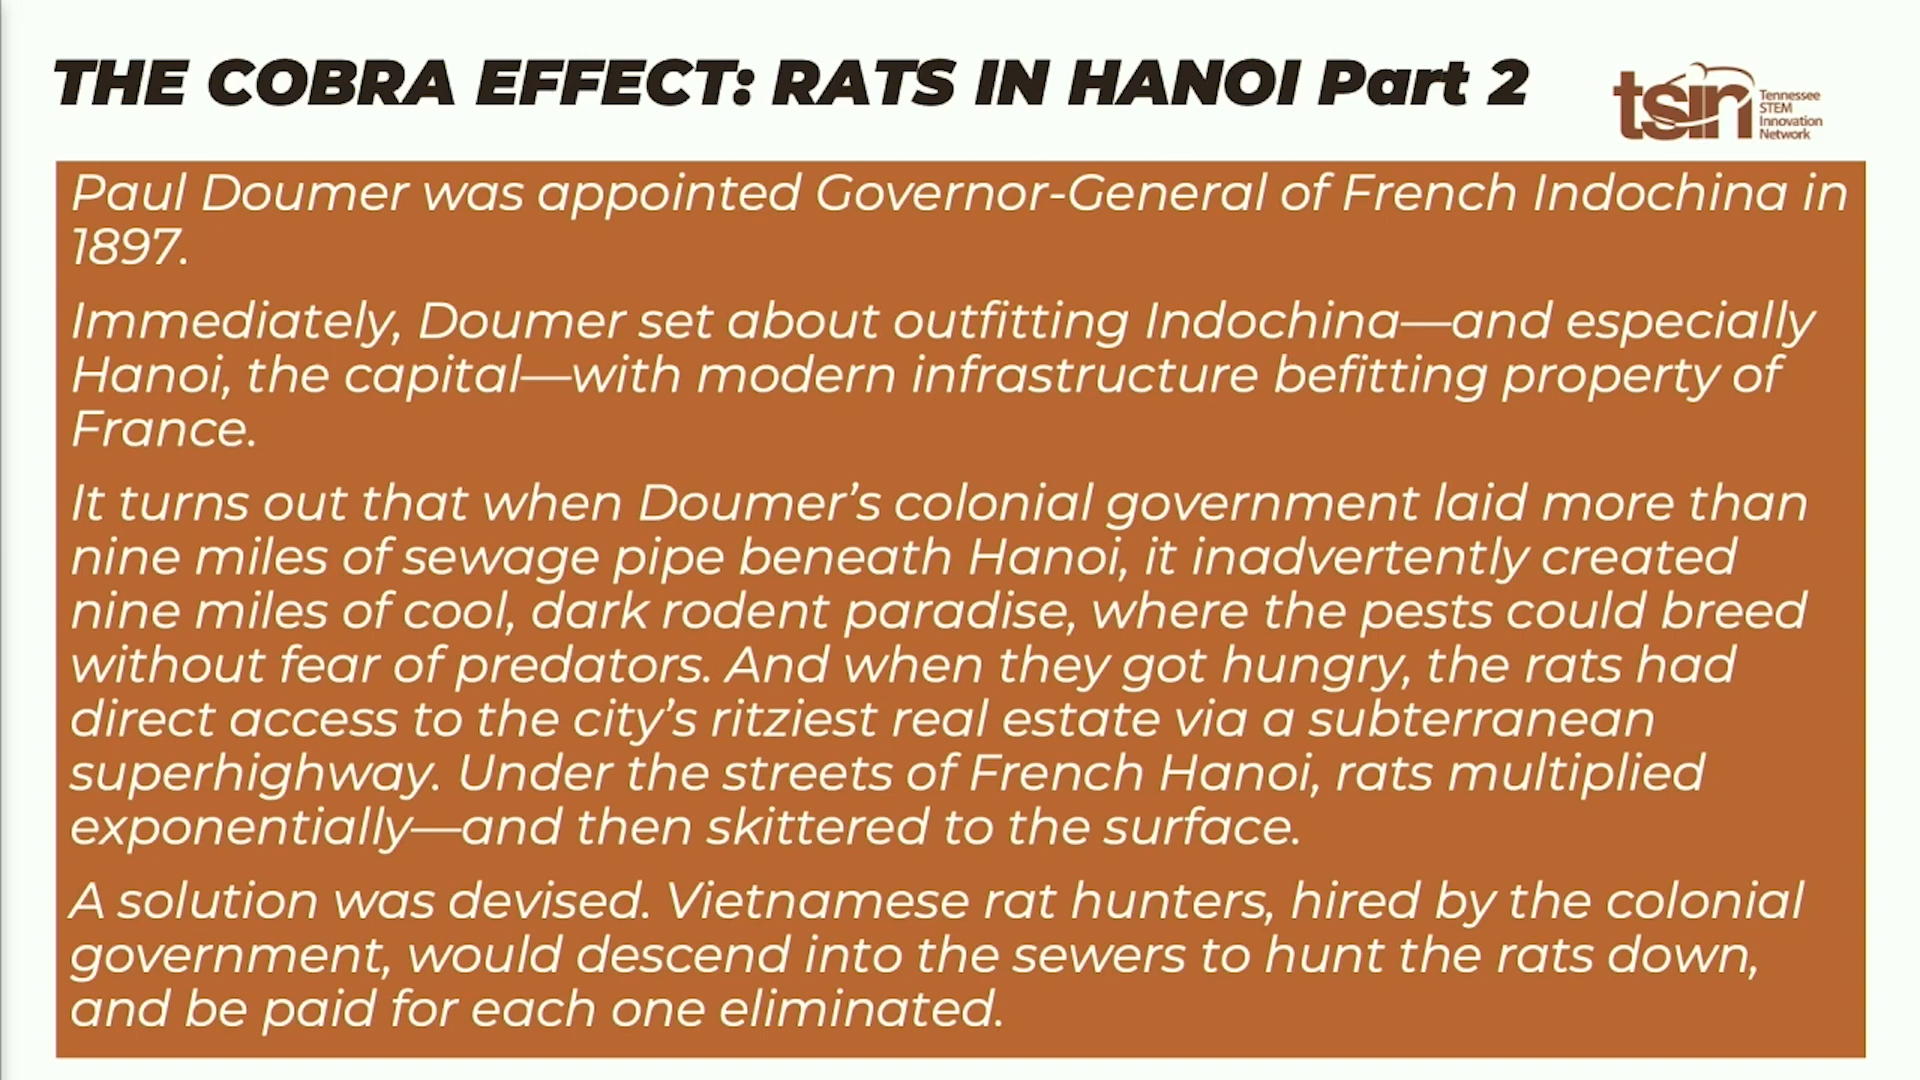 THE COBRA EFFECT: RATS IN HANOI Part 2
tsin
Tennessee
STEM
Innovation
Network
Paul Doumer was appointed Governor-General of French Indochina in
1897.
Immediately, Doumer set about outfitting Indochina—and especially
Hanoi, the capital—with modern infrastructure befitting property of
France.
It turns out that when Doumer’s colonial government laid more than
nine miles of sewage pipe beneath Hanoi, it inadvertently created
nine miles of cool, dark rodent paradise, where the pests could breed
without fear of predators. And when they got hungry, the rats had
direct access to the city’s ritziest real estate via a subterranean
superhighway. Under the streets of French Hanoi, rats multiplied
exponentially—and then skittered to the surface.
A solution was devised. Vietnamese rat hunters, hired by the colonial
government, would descend into the sewers to hunt the rats down,
and be paid for each one eliminated.